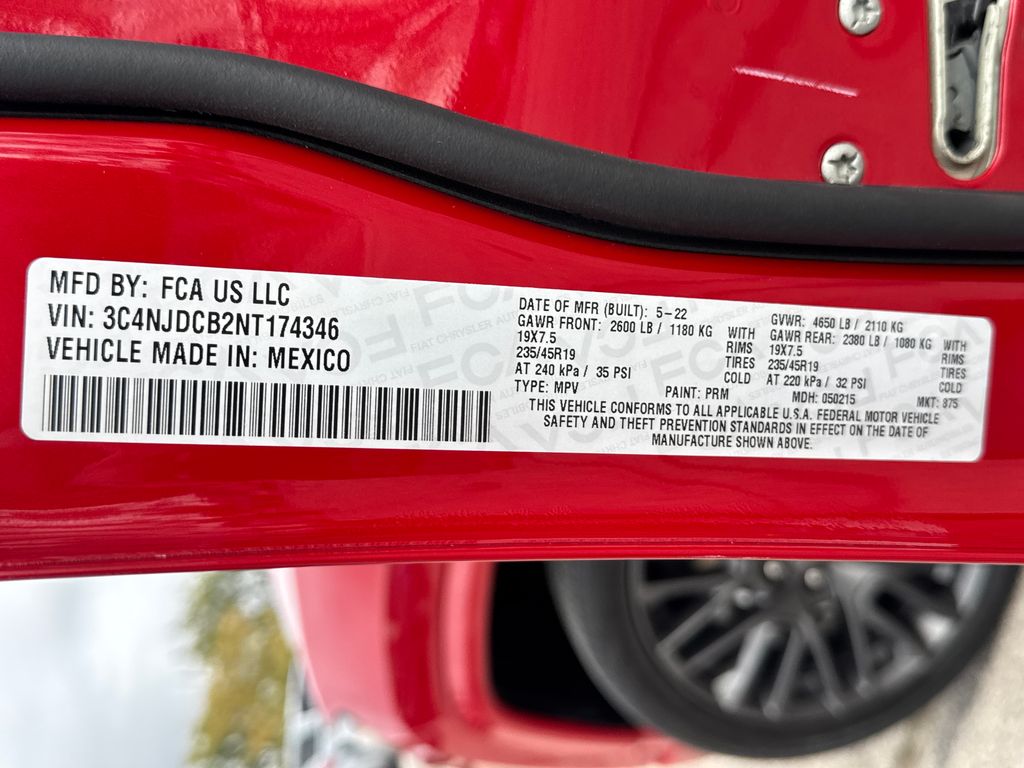 MFD BY: FCA US LLC
VIN: 3C4NJDCB2NT174346
VEHICLE MADE IN: MEXICO
DATE OF MFR (BUILT): 5-22 GVWR: 4650 LB / 2110 KG
GAWR FRONT: 2600 LB / 1180 KG WITH GAWR REAR: 2380 LB / 1080 KG WITH
19X7.5 RIMS 19X7.5 RIMS
235/45R19 TIRES 235/45R19 TIRES
AT 240 kPa / 35 PSI COLD AT 220 kPa / 32 PSI COLD
TYPE: MPV PAINT: PRM MDH: 050215 MKT: 875
THIS VEHICLE CONFORMS TO ALL APPLICABLE U.S.A. FEDERAL MOTOR VEHICLE
SAFETY AND THEFT PREVENTION STANDARDS IN EFFECT ON THE DATE OF
MANUFACTURE SHOWN ABOVE.